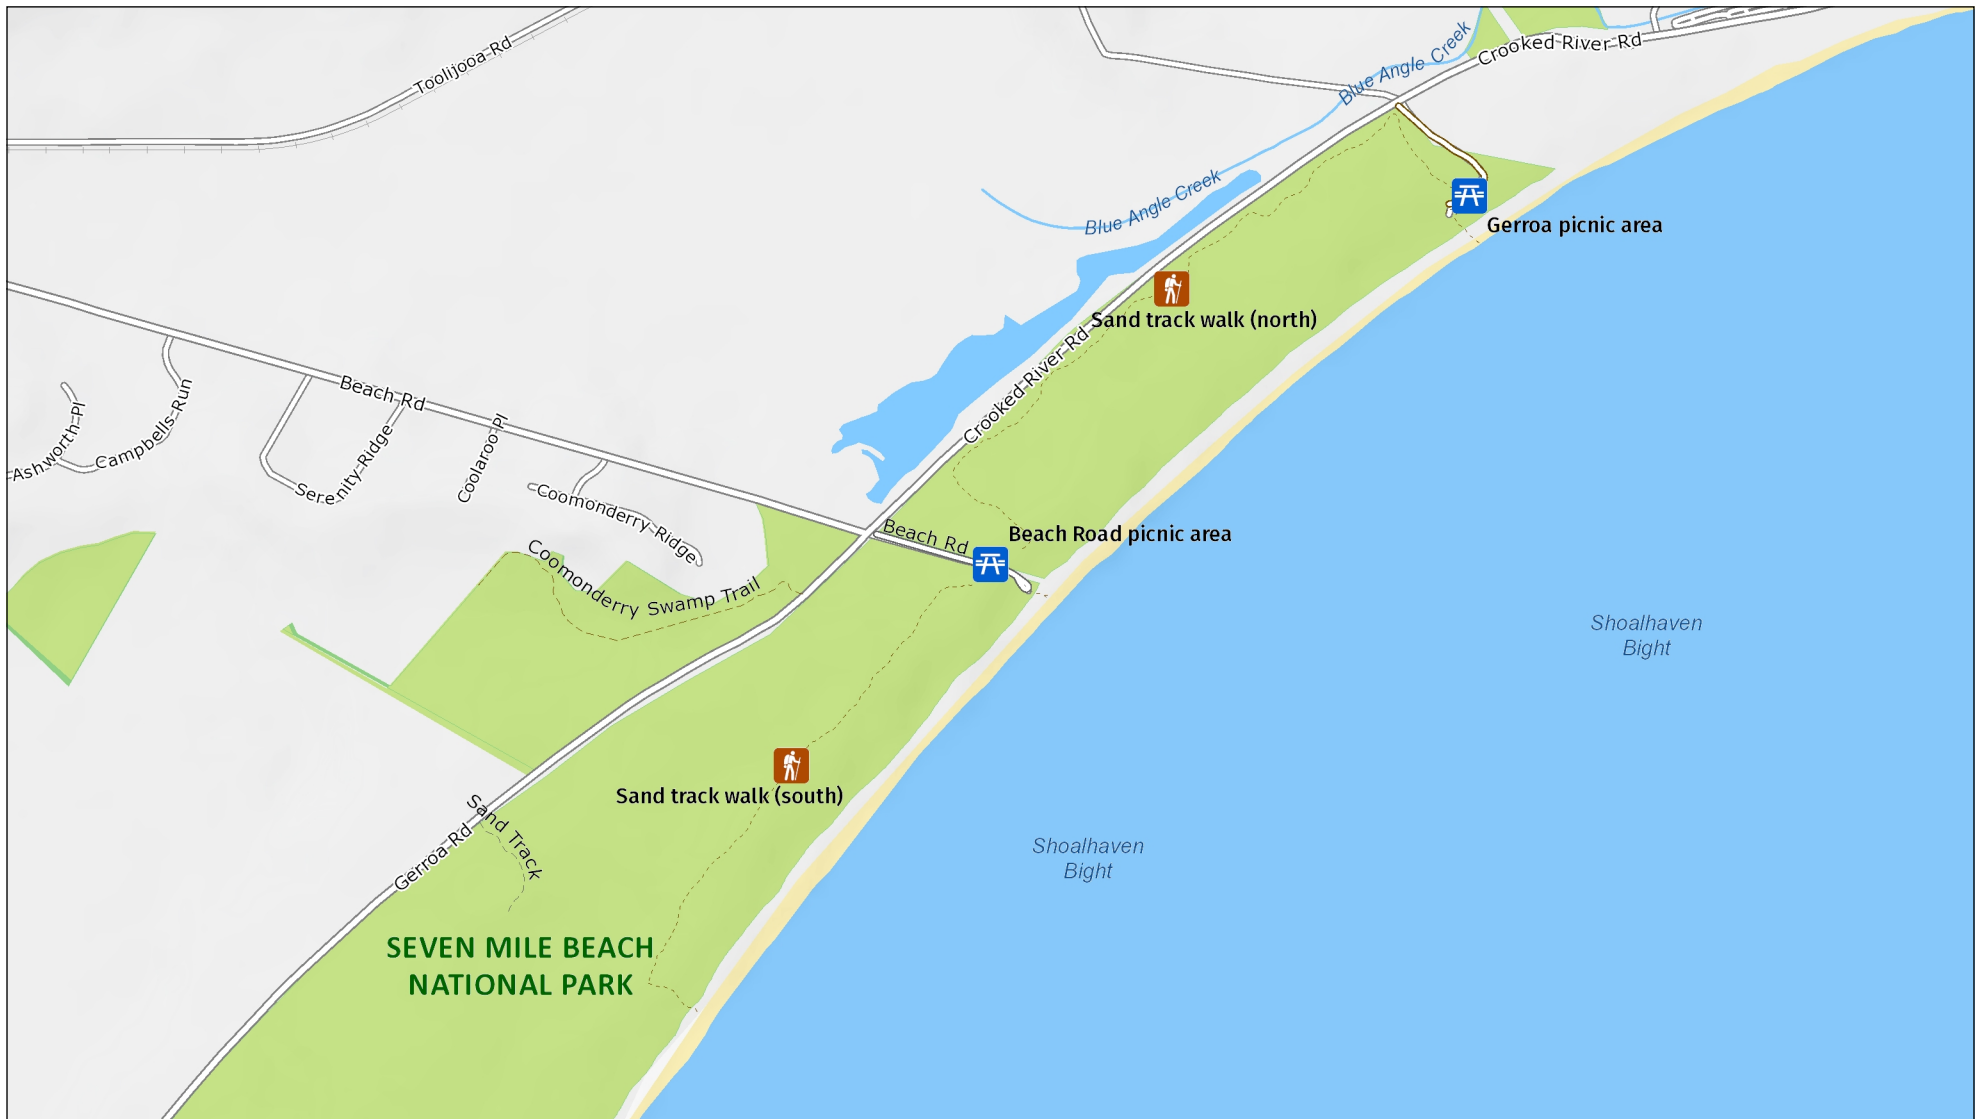 Toolijooa Rd
Blue Angle Creek
Crooked River Rd
Blue Angle Creek
Gerroa picnic area
Sand track walk (north)
Crooked River Rd
Beach Rd
Ashworth Pl
Campbells Run
Serenity Ridge
Coolaroo Pl
Coomonderry Ridge
Beach Rd
Beach Road picnic area
Coomonderry Swamp Trail
Shoalhaven
Bight
Sand track walk (south)
Sand Track
Gerroa Rd
Shoalhaven
Bight
SEVEN MILE BEACH
NATIONAL PARK